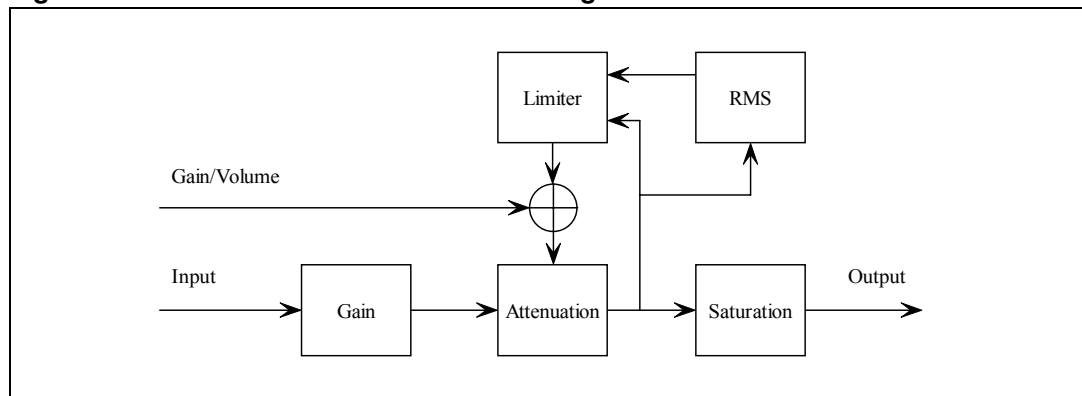 Limiter
RMS
Gain/Volume
Input
Output
Gain
Attenuation
Saturation